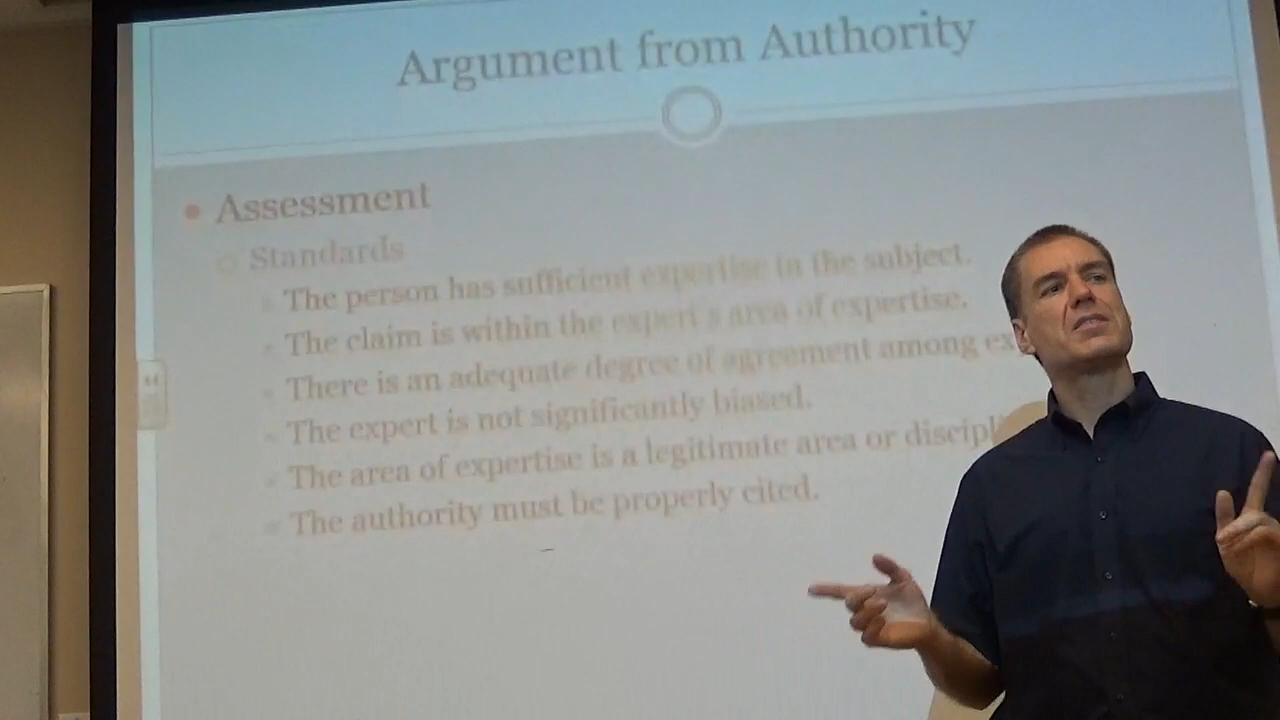 Argument from Authority
Assessment
Standards
The person has sufficient expertise in the subject.
The claim is within the expert's area of expertise.
There is an adequate degree of agreement among ex
The expert is not significantly biased.
The area of expertise is a legitimate area or discipl
The authority must be properly cited.